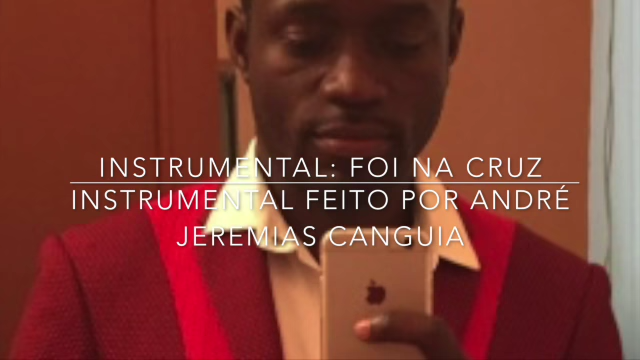 INSTRUMENTAL: FOI NA CRUZ
INSTRUMENTAL FEITO POR ANDRÉ
JEREMIAS CANGUIA